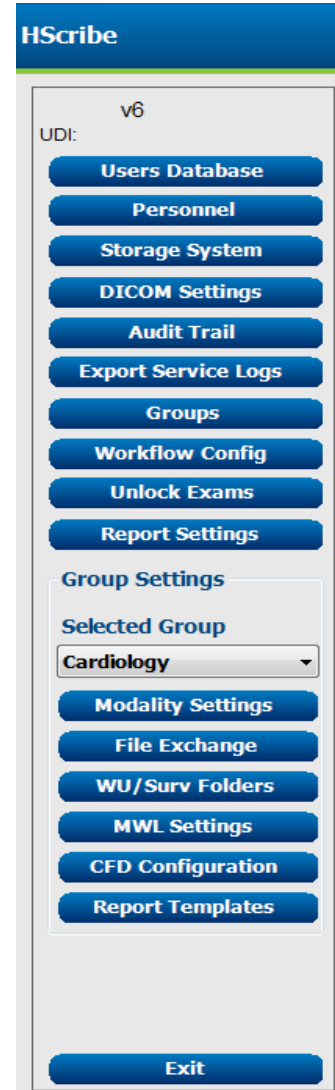 HScribe
v6
UDI:
Users Database
Personnel
Storage System
DICOM Settings
Audit Trail
Export Service Logs
Groups
Workflow Config
Unlock Exams
Report Settings
Group Settings
Selected Group
Cardiology
Modality Settings
File Exchange
WU/Surv Folders
MWL Settings
CFD Configuration
Report Templates
Exit